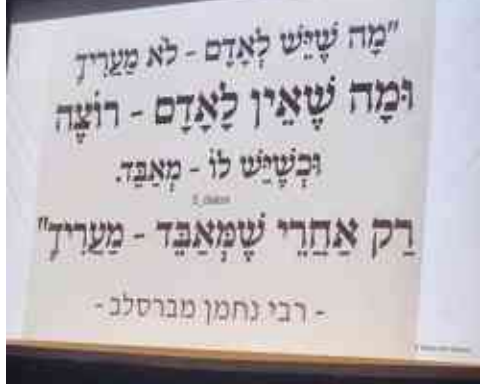 "מָה שֶׁיֵּשׁ לָאָדָם - לֹא מַעֲרִיךְ
וּמָה שֶׁאֵין לָאָדָם - רוֹצֶה
וּכְשֶׁיֵּשׁ לוֹ - מְאַבֵּד.
רַק אַחֲרֵי שֶׁמְּאַבֵּד - מַעֲרִיךְ"
- רבי נחמן מברסלב -